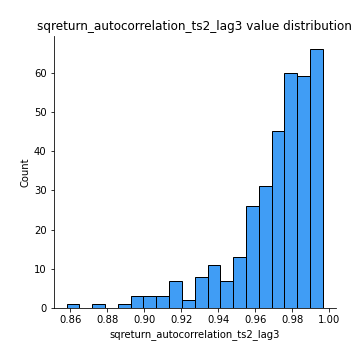 sqreturn_autocorrelation_ts2_lag3 value distribution
60
50
40
30
20
10
0
Count
0.86 0.88 0.90 0.92 0.94 0.96 0.98 1.00
sqreturn_autocorrelation_ts2_lag3